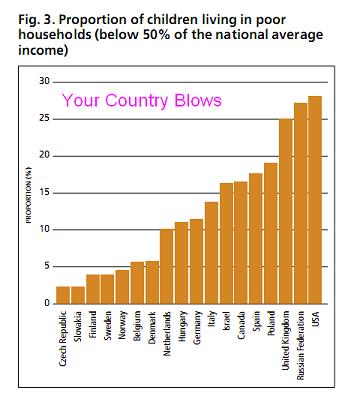 Fig. 3. Proportion of children living in poor
households (below 50% of the national average
income)
30
Your Country Blows
25
20
15
10
5
0
PROPORTION (%)
Czech Republic
Slovakia
Finland
Sweden
Norway
Belgium
Denmark
Netherlands
Hungary
Germany
Italy
Israel
Canada
Spain
Poland
United Kingdom
Russian Federation
USA